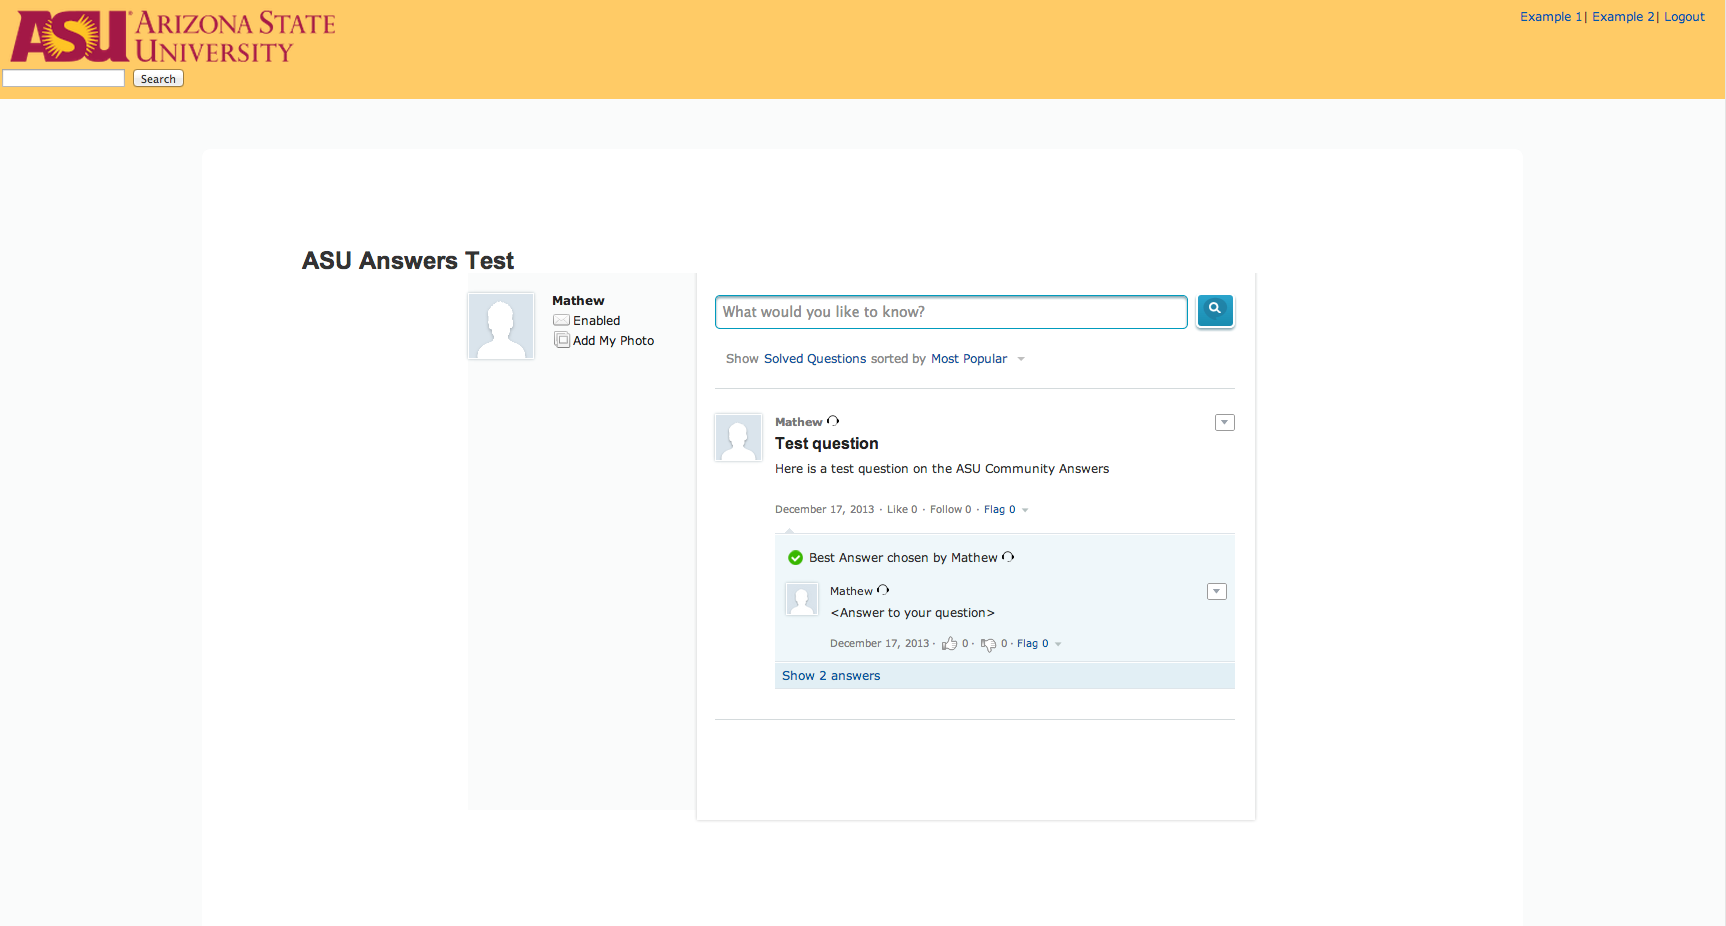 ASU ARIZONA STATE
UNIVERSITY
Example 1| Example 2| Logout
Search
ASU Answers Test
Mathew
Enabled
Add My Photo
What would you like to know?
Show Solved Questions sorted by Most Popular
Mathew
Test question
Here is a test question on the ASU Community Answers
December 17, 2013 · Like 0 · Follow 0 · Flag 0
Best Answer chosen by Mathew
Mathew
<Answer to your question>
December 17, 2013 · 0 · 0 · Flag 0
Show 2 answers